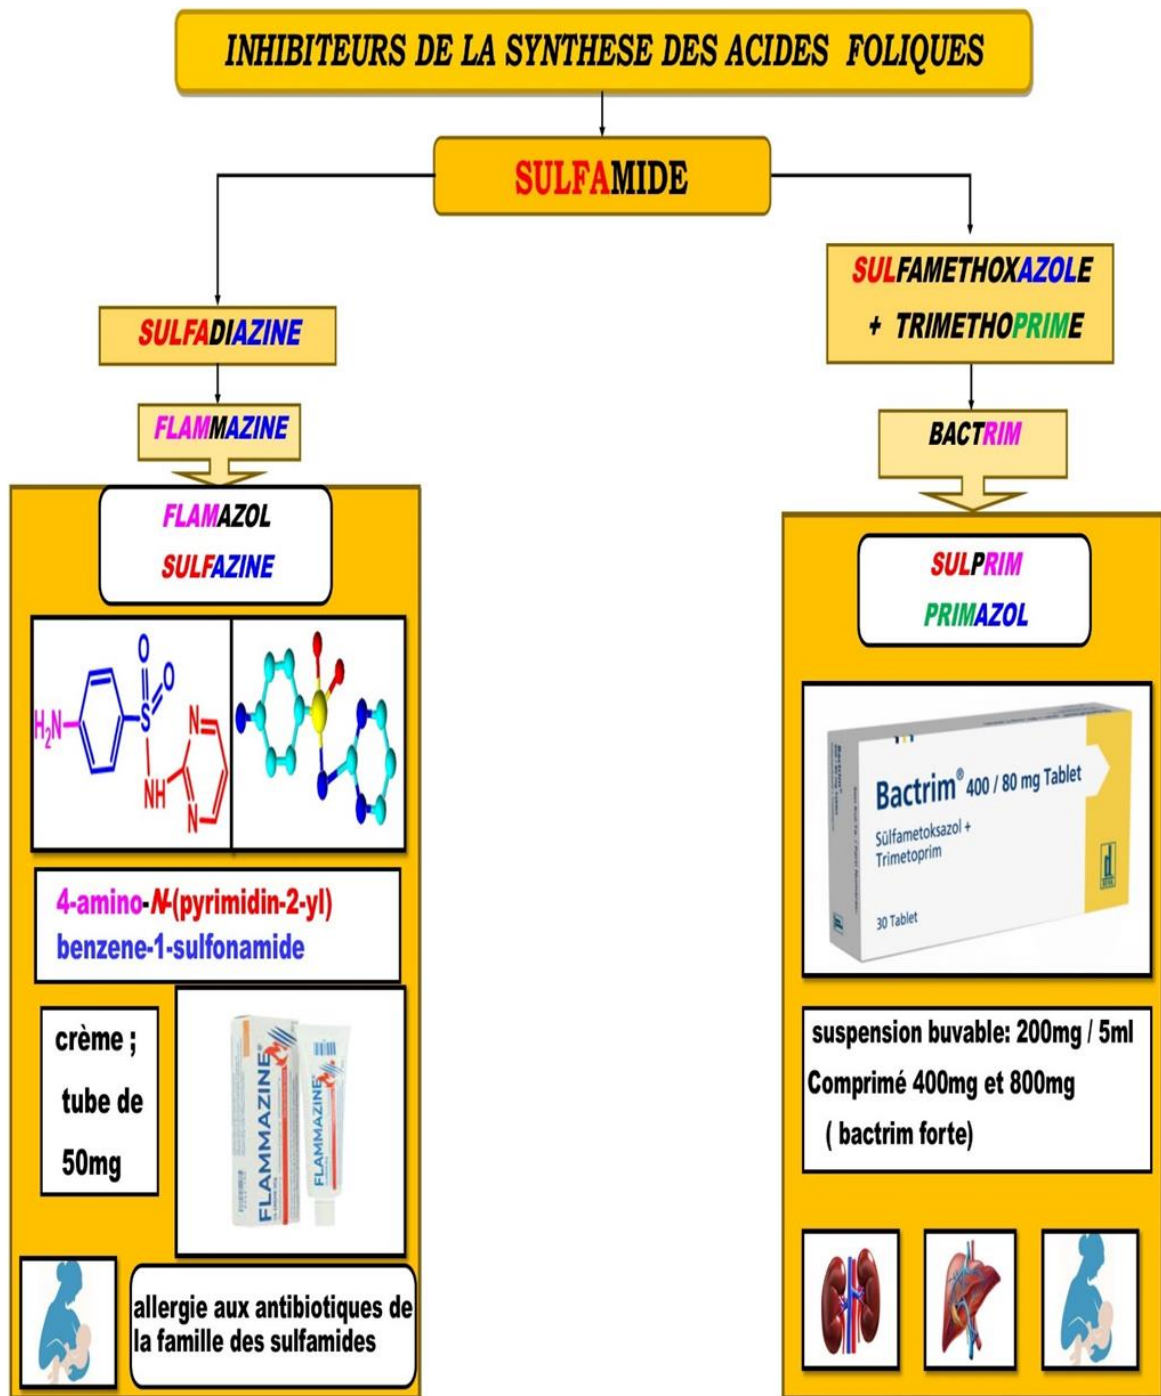 INHIBITEURS DE LA SYNTHESE DES ACIDES FOLIQUES
SULFAMIDE
SULFADIAZINE
FLAMMAZINE
FLAMAZOL
SULFAZINE
O
O
H₂N
S
N
NH
N
4-amino-N-(pyrimidin-2-yl)
benzene-1-sulfonamide
crème ;
tube de
50mg
FLAMMAZINE
FLAMMAZINE
allergie aux antibiotiques de
la famille des sulfamides
SULFAMETHOXAZOLE
+ TRIMETHOPRIME
BACTRIM
SULPRIM
PRIMAZOL
Bactrim® 400 / 80 mg Tablet
Sülfametoksazol +
Trimetoprim
30 Tablet
suspension buvable: 200mg / 5ml
Comprimé 400mg et 800mg
( bactrim forte)